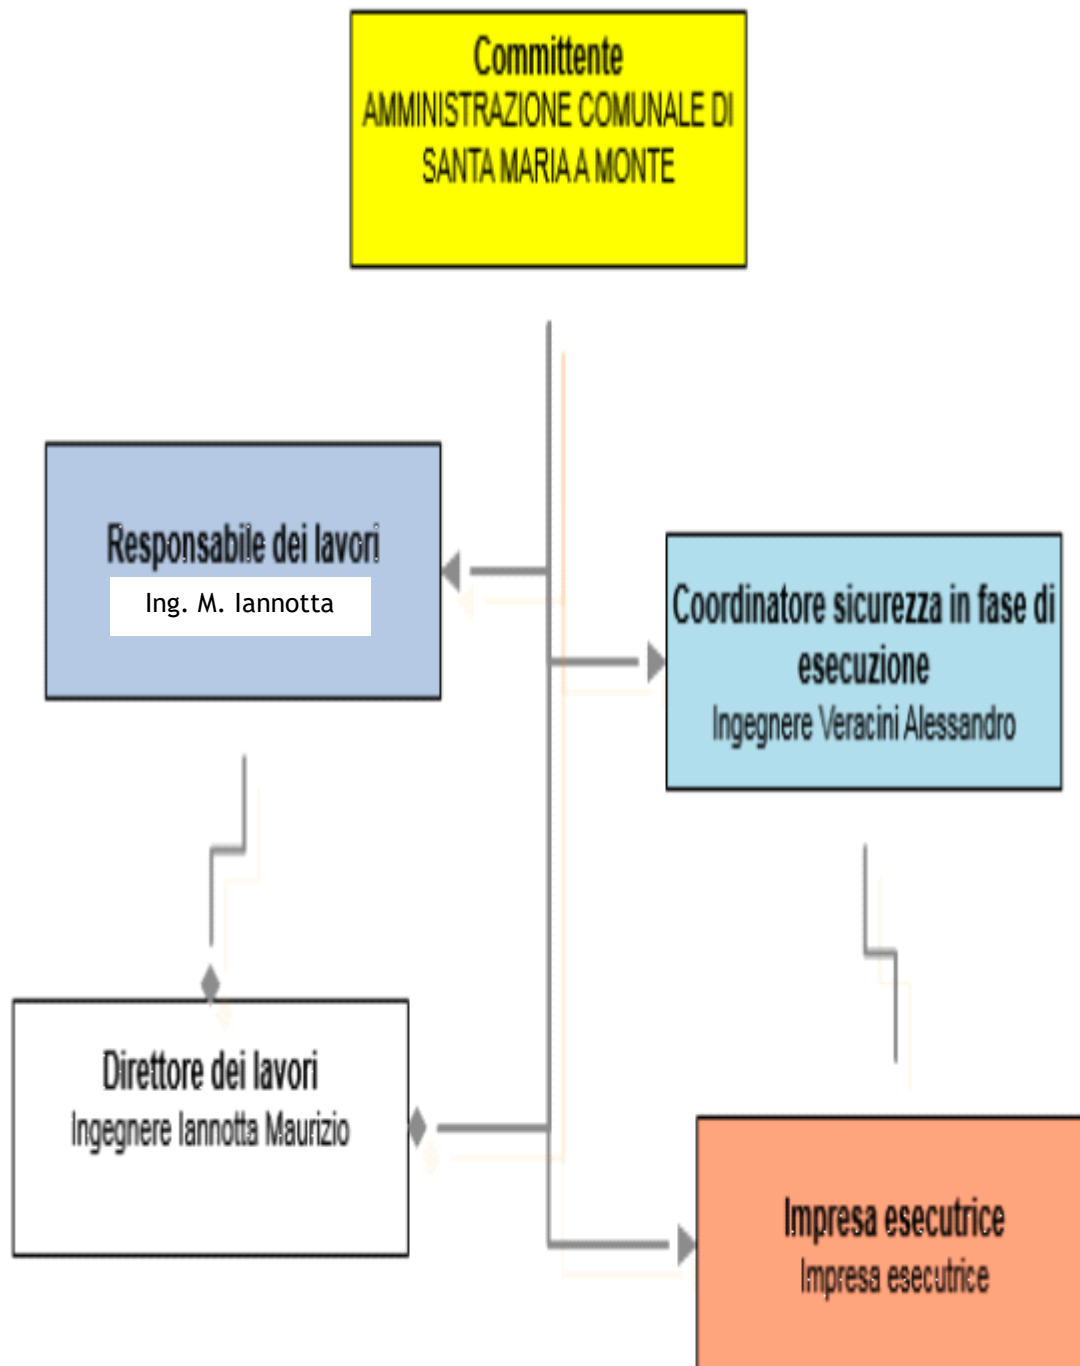 Committente
AMMINISTRAZIONE COMUNALE DI
SANTA MARIA A MONTE
Responsabile dei lavori
Ing. M. Iannotta
Coordinatore sicurezza in fase di
esecuzione
Ingegnere Veracini Alessandro
Direttore dei lavori
Ingegnere Iannotta Maurizio
Impresa esecutrice
Impresa esecutrice